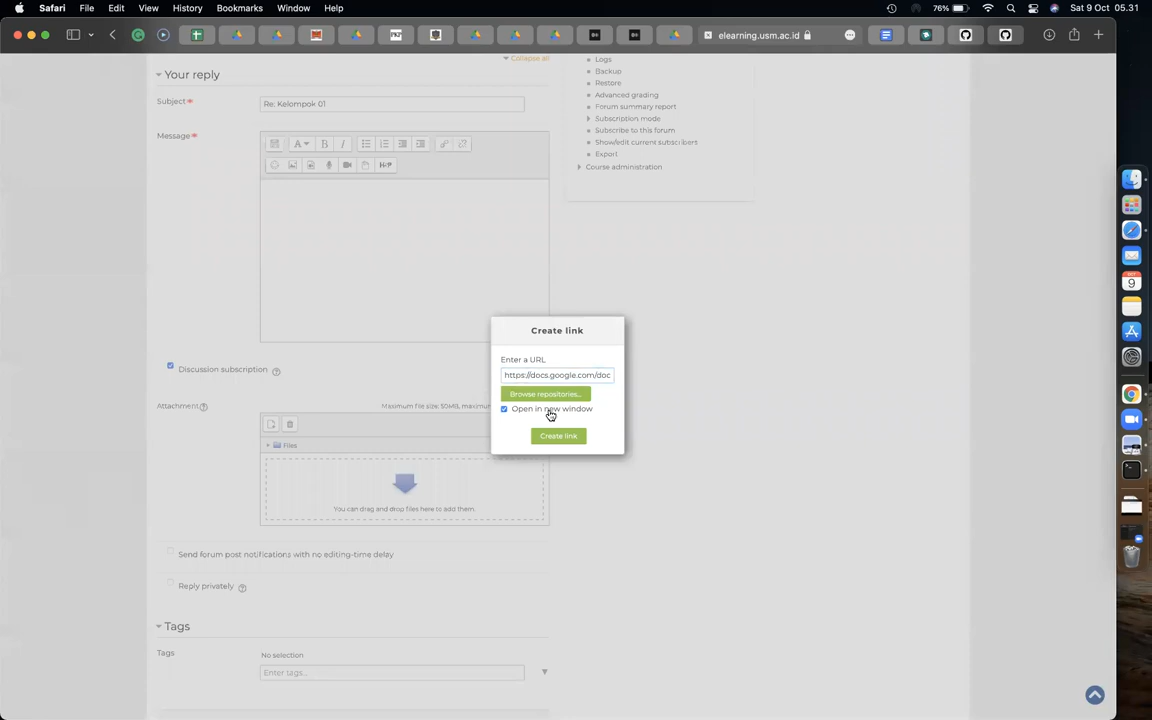 Safari File Edit View History Bookmarks Window Help 76% Sat 9 Oct 05.31
PKT elearning.usm.ac.id
Collapse all
Your reply
Subject
Re: Kelompok 01
Message
A B I
H-P
Discussion subscription
Attachment
Maximum file size: 50MB, maximum
Files
You can drag and drop files here to add them.
Send forum post notifications with no editing-time delay
Reply privately
Tags
Tags
No selection
Enter tags...
Logs
Backup
Restore
Advanced grading
Forum summary report
Subscription mode
Subscribe to this forum
Show/edit current subscribers
Export
Course administration
Create link
Enter a URL
https://docs.google.com/doc
Browse repositories...
Open in new window
Create link
OCT
9